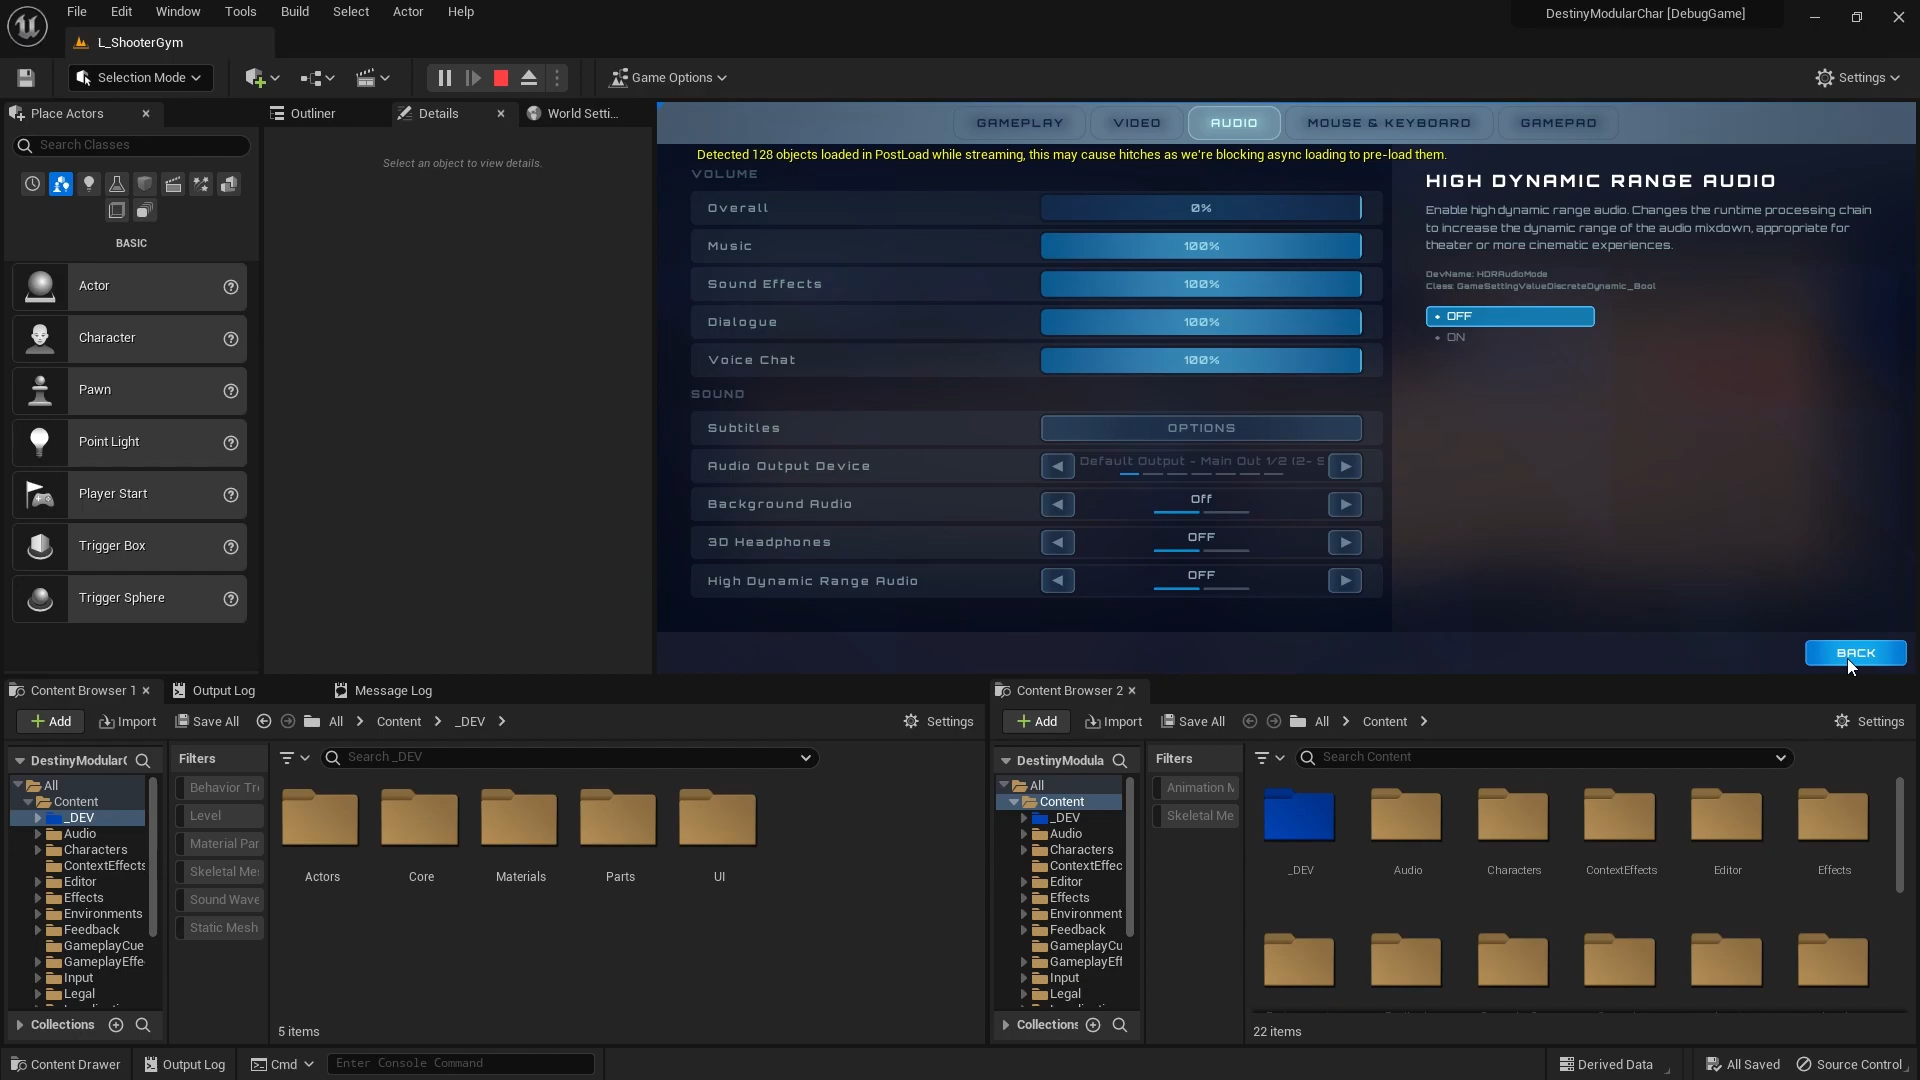 File Edit Window Tools Build Select Actor Help
DestinyModularChar [DebugGame]
L_ShooterGym
Selection Mode
Game Options
Settings
Place Actors
Outliner
Details
World Setti...
GAMEPLAY
VIDEO
AUDIO
MOUSE & KEYBOARD
GAMEPAD
Search Classes
BASIC
Actor
Character
Pawn
Point Light
Player Start
Trigger Box
Trigger Sphere
Select an object to view details.
Detected 128 objects loaded in PostLoad while streaming, this may cause hitches as we're blocking async loading to pre-load them.
VOLUME
Overall 0%
Music 100%
Sound Effects 100%
Dialogue 100%
Voice Chat 100%
SOUND
Subtitles OPTIONS
Audio Output Device Default Output - Main Out 1/2 (2- S
Background Audio Off
3D Headphones OFF
High Dynamic Range Audio OFF
HIGH DYNAMIC RANGE AUDIO
Enable high dynamic range audio. Changes the runtime processing chain
to increase the dynamic range of the audio mixdown, appropriate for
theater or more cinematic experiences.
DevName: HDRAudioMode
Class: GameSettingValueDiscreteDynamic_Bool
OFF
ON
BACK
Content Browser 1
Output Log
Message Log
Add
Import
Save All
All
Content
_DEV
Settings
DestinyModular
All
Content
_DEV
Audio
Characters
ContextEffects
Editor
Effects
Environments
Feedback
GameplayCue
GameplayEffe
Input
Legal
Collections
Filters
Behavior Tr
Level
Material Par
Skeletal Me
Sound Wave
Static Mesh
Search _DEV
Actors
Core
Materials
Parts
UI
5 items
Content Browser 2
Add
Import
Save All
All
Content
Settings
DestinyModula
All
Content
_DEV
Audio
Characters
ContextEffec
Editor
Effects
Environment
Feedback
GameplayCu
GameplayEff
Input
Legal
Collections
Filters
Animation M
Skeletal Me
Search Content
_DEV
Audio
Characters
ContextEffects
Editor
Effects
22 items
Content Drawer
Output Log
Cmd
Enter Console Command
Derived Data
All Saved
Source Control